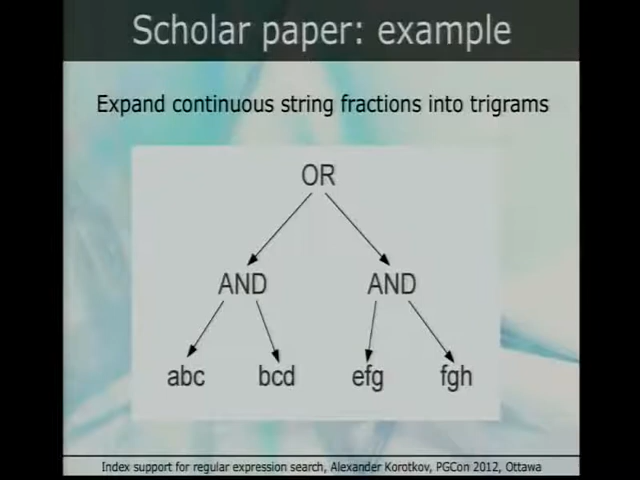 Scholar paper: example
Expand continuous string fractions into trigrams
OR
AND AND
abc bcd efg fgh
Index support for regular expression search, Alexander Korotkov, PGCon 2012, Ottawa